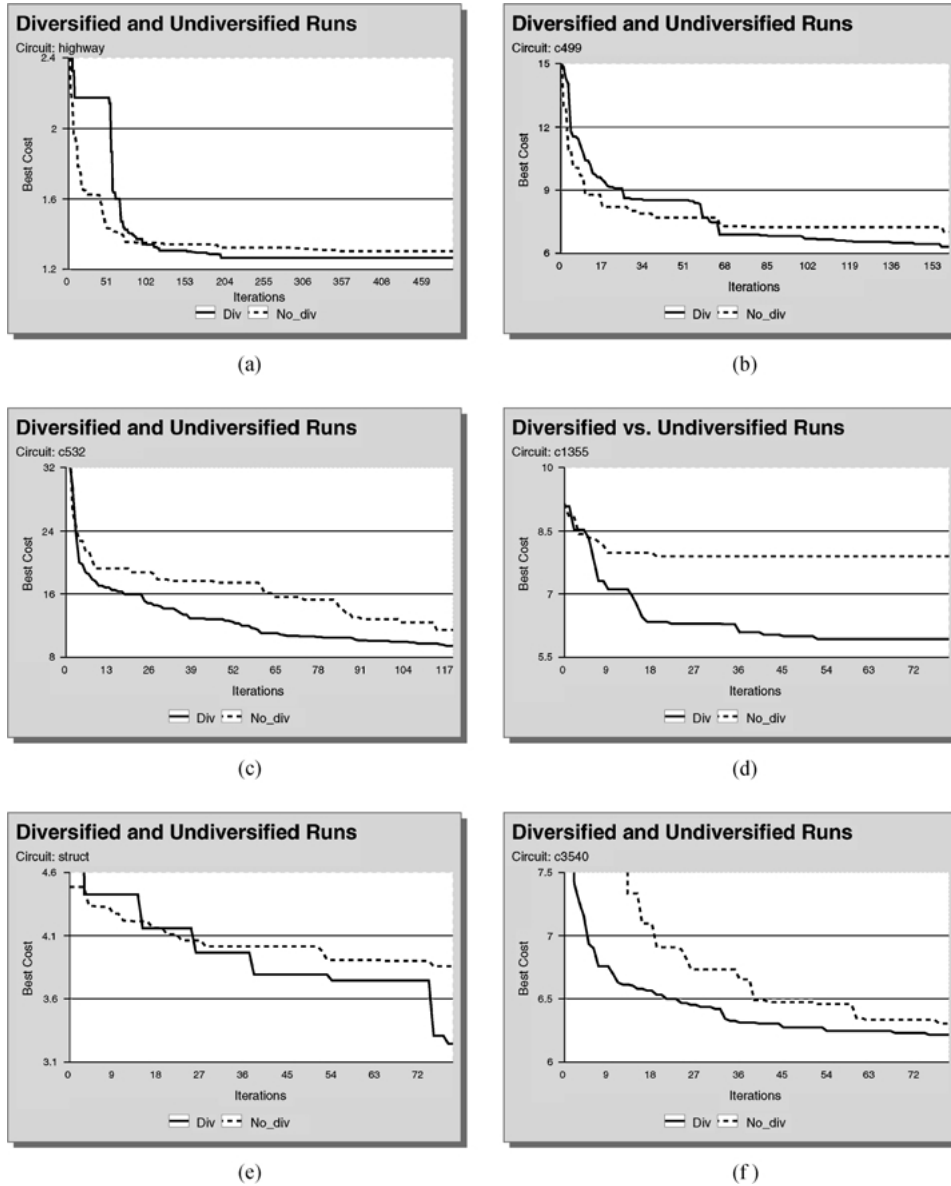 Diversified and Undiversified Runs
Circuit: highway
2.4
2
1.6
1.2
Best Cost
0 51 102 153 204 255 306 357 408 459
Iterations
Div No_div
(a)
Diversified and Undiversified Runs
Circuit: c499
15
12
9
6
Best Cost
0 17 34 51 68 85 102 119 136 153
Iterations
Div No_div
(b)
Diversified and Undiversified Runs
Circuit: c532
32
24
16
8
Best Cost
0 13 26 39 52 65 78 91 104 117
Iterations
Div No_div
(c)
Diversified vs. Undiversified Runs
Circuit: c1355
10
8.5
7
5.5
Best Cost
0 9 18 27 36 45 54 63 72
Iterations
Div No_div
(d)
Diversified and Undiversified Runs
Circuit: struct
4.6
4.1
3.6
3.1
Best Cost
0 9 18 27 36 45 54 63 72
Iterations
Div No_div
(e)
Diversified and Undiversified Runs
Circuit: c3540
7.5
7
6.5
6
Best Cost
0 9 18 27 36 45 54 63 72
Iterations
Div No_div
(f )